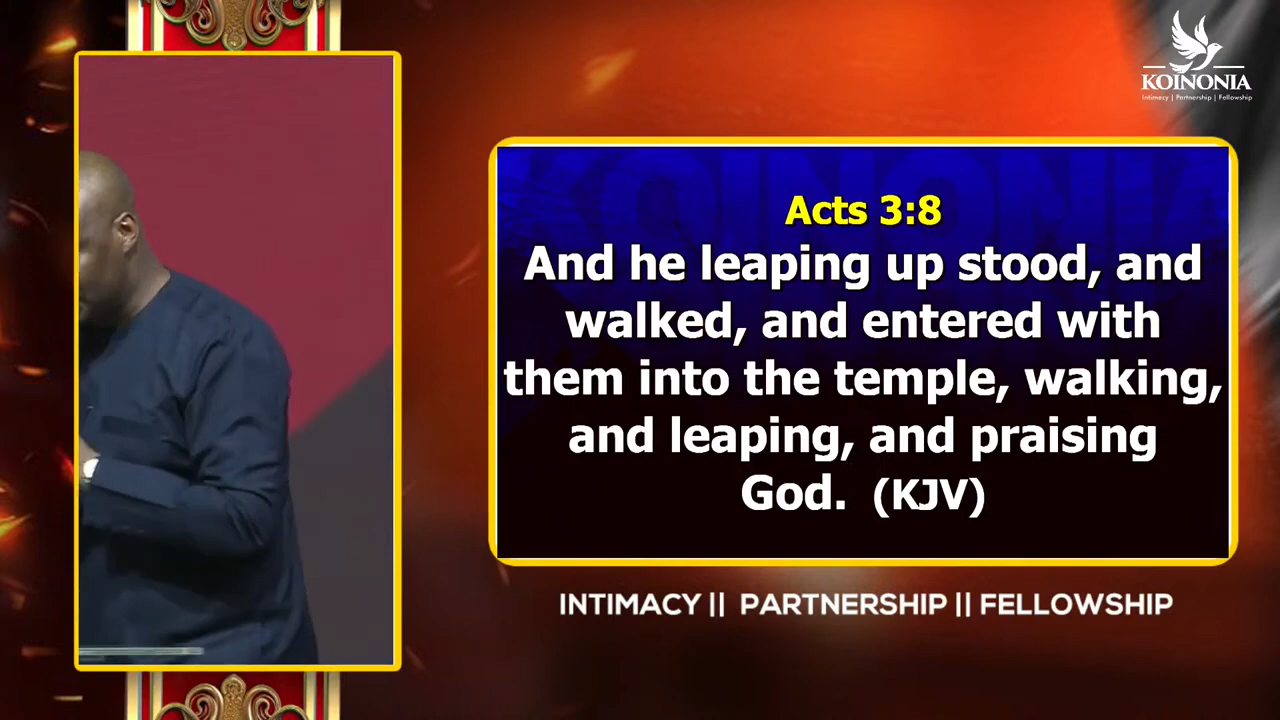 KOINONIA
Intimacy | Partnership | Fellowship
Acts 3:8
And he leaping up stood, and
walked, and entered with
them into the temple, walking,
and leaping, and praising
God. (KJV)
INTIMACY || PARTNERSHIP || FELLOWSHIP